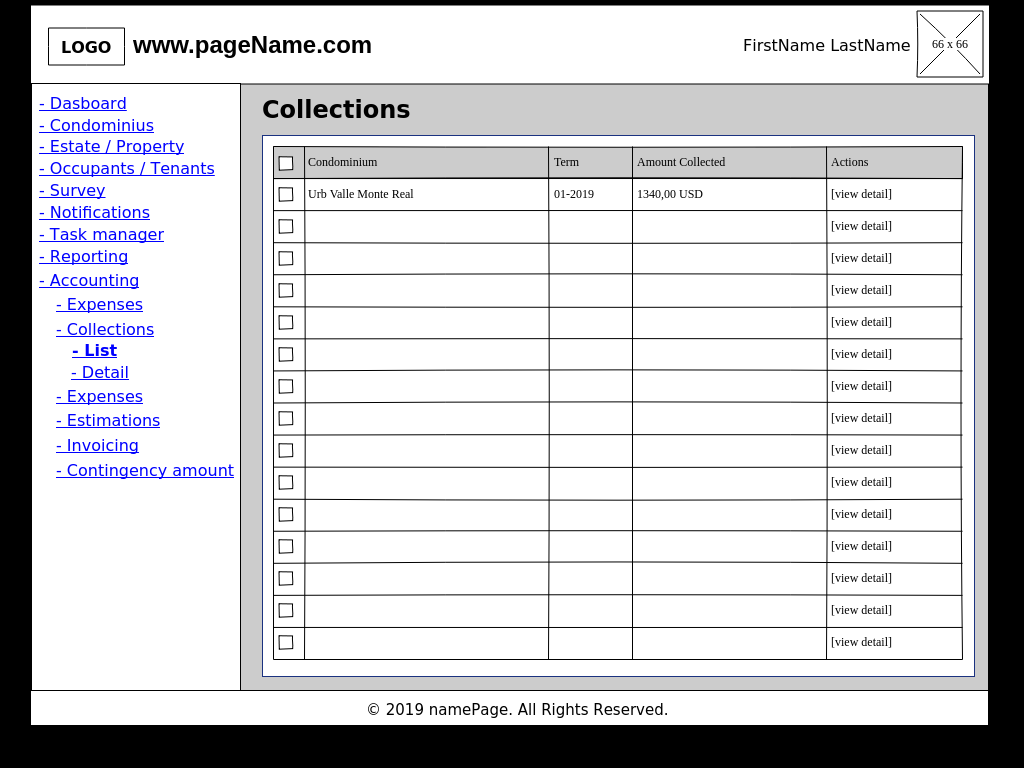 LOGO www.pageName.com FirstName LastName 66 x 66
- Dasboard
- Condominius
- Estate / Property
- Occupants / Tenants
- Survey
- Notifications
- Task manager
- Reporting
- Accounting
- Expenses
- Collections
- List
- Detail
- Expenses
- Estimations
- Invoicing
- Contingency amount
Collections
Condominium Term Amount Collected Actions
Urb Valle Monte Real 01-2019 1340,00 USD [view detail]
[view detail]
[view detail]
[view detail]
[view detail]
[view detail]
[view detail]
[view detail]
[view detail]
[view detail]
[view detail]
[view detail]
[view detail]
[view detail]
[view detail]
© 2019 namePage. All Rights Reserved.